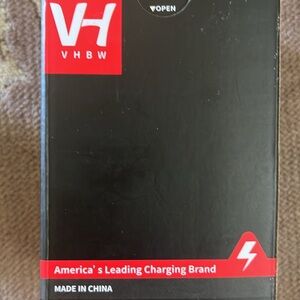 ▼OPEN
VH
VHBW
America's Leading Charging Brand
MADE IN CHINA